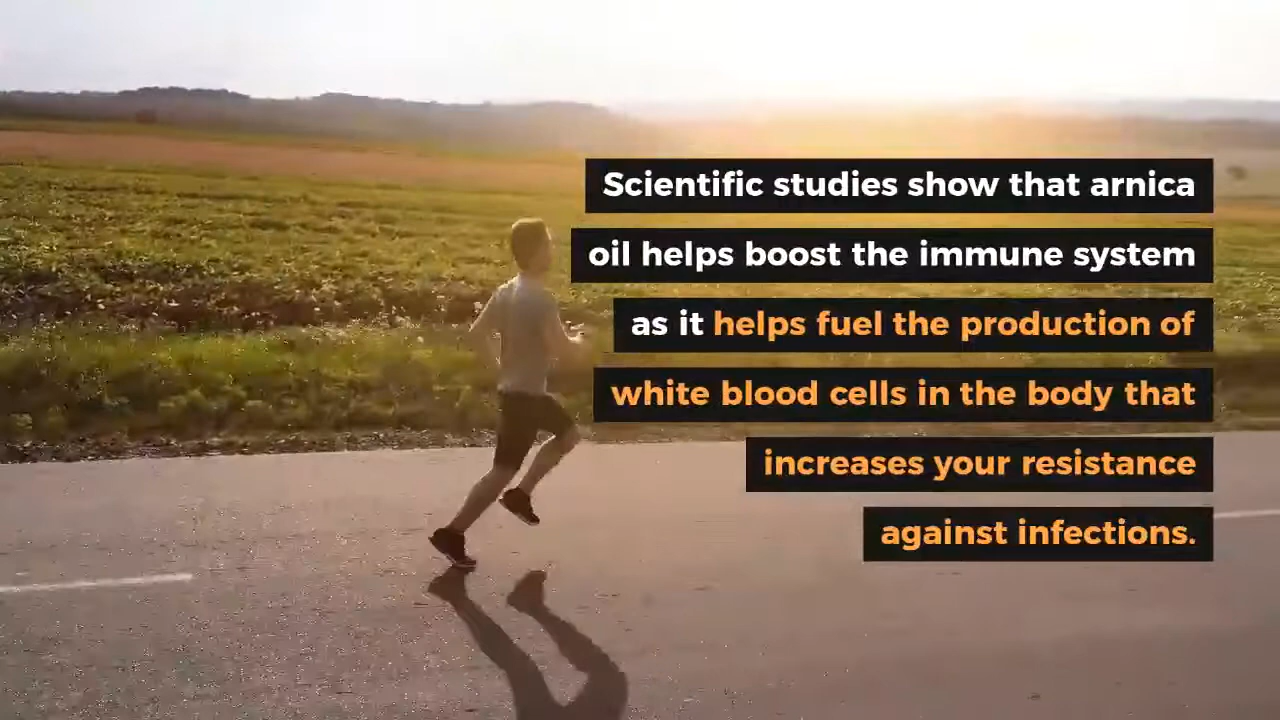 Scientific studies show that arnica
oil helps boost the immune system
as it helps fuel the production of
white blood cells in the body that
increases your resistance
against infections.